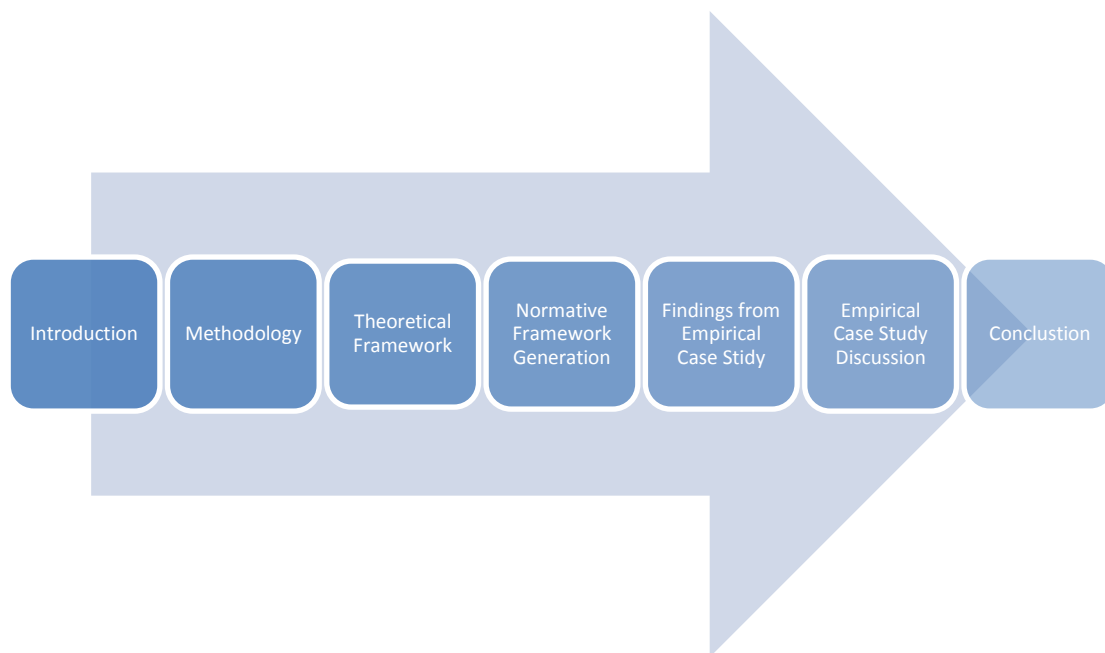 Introduction
Methodology
Theoretical
Framework
Normative
Framework
Generation
Findings from
Empirical
Case Stidy
Empirical
Case Study
Discussion
Conclustion